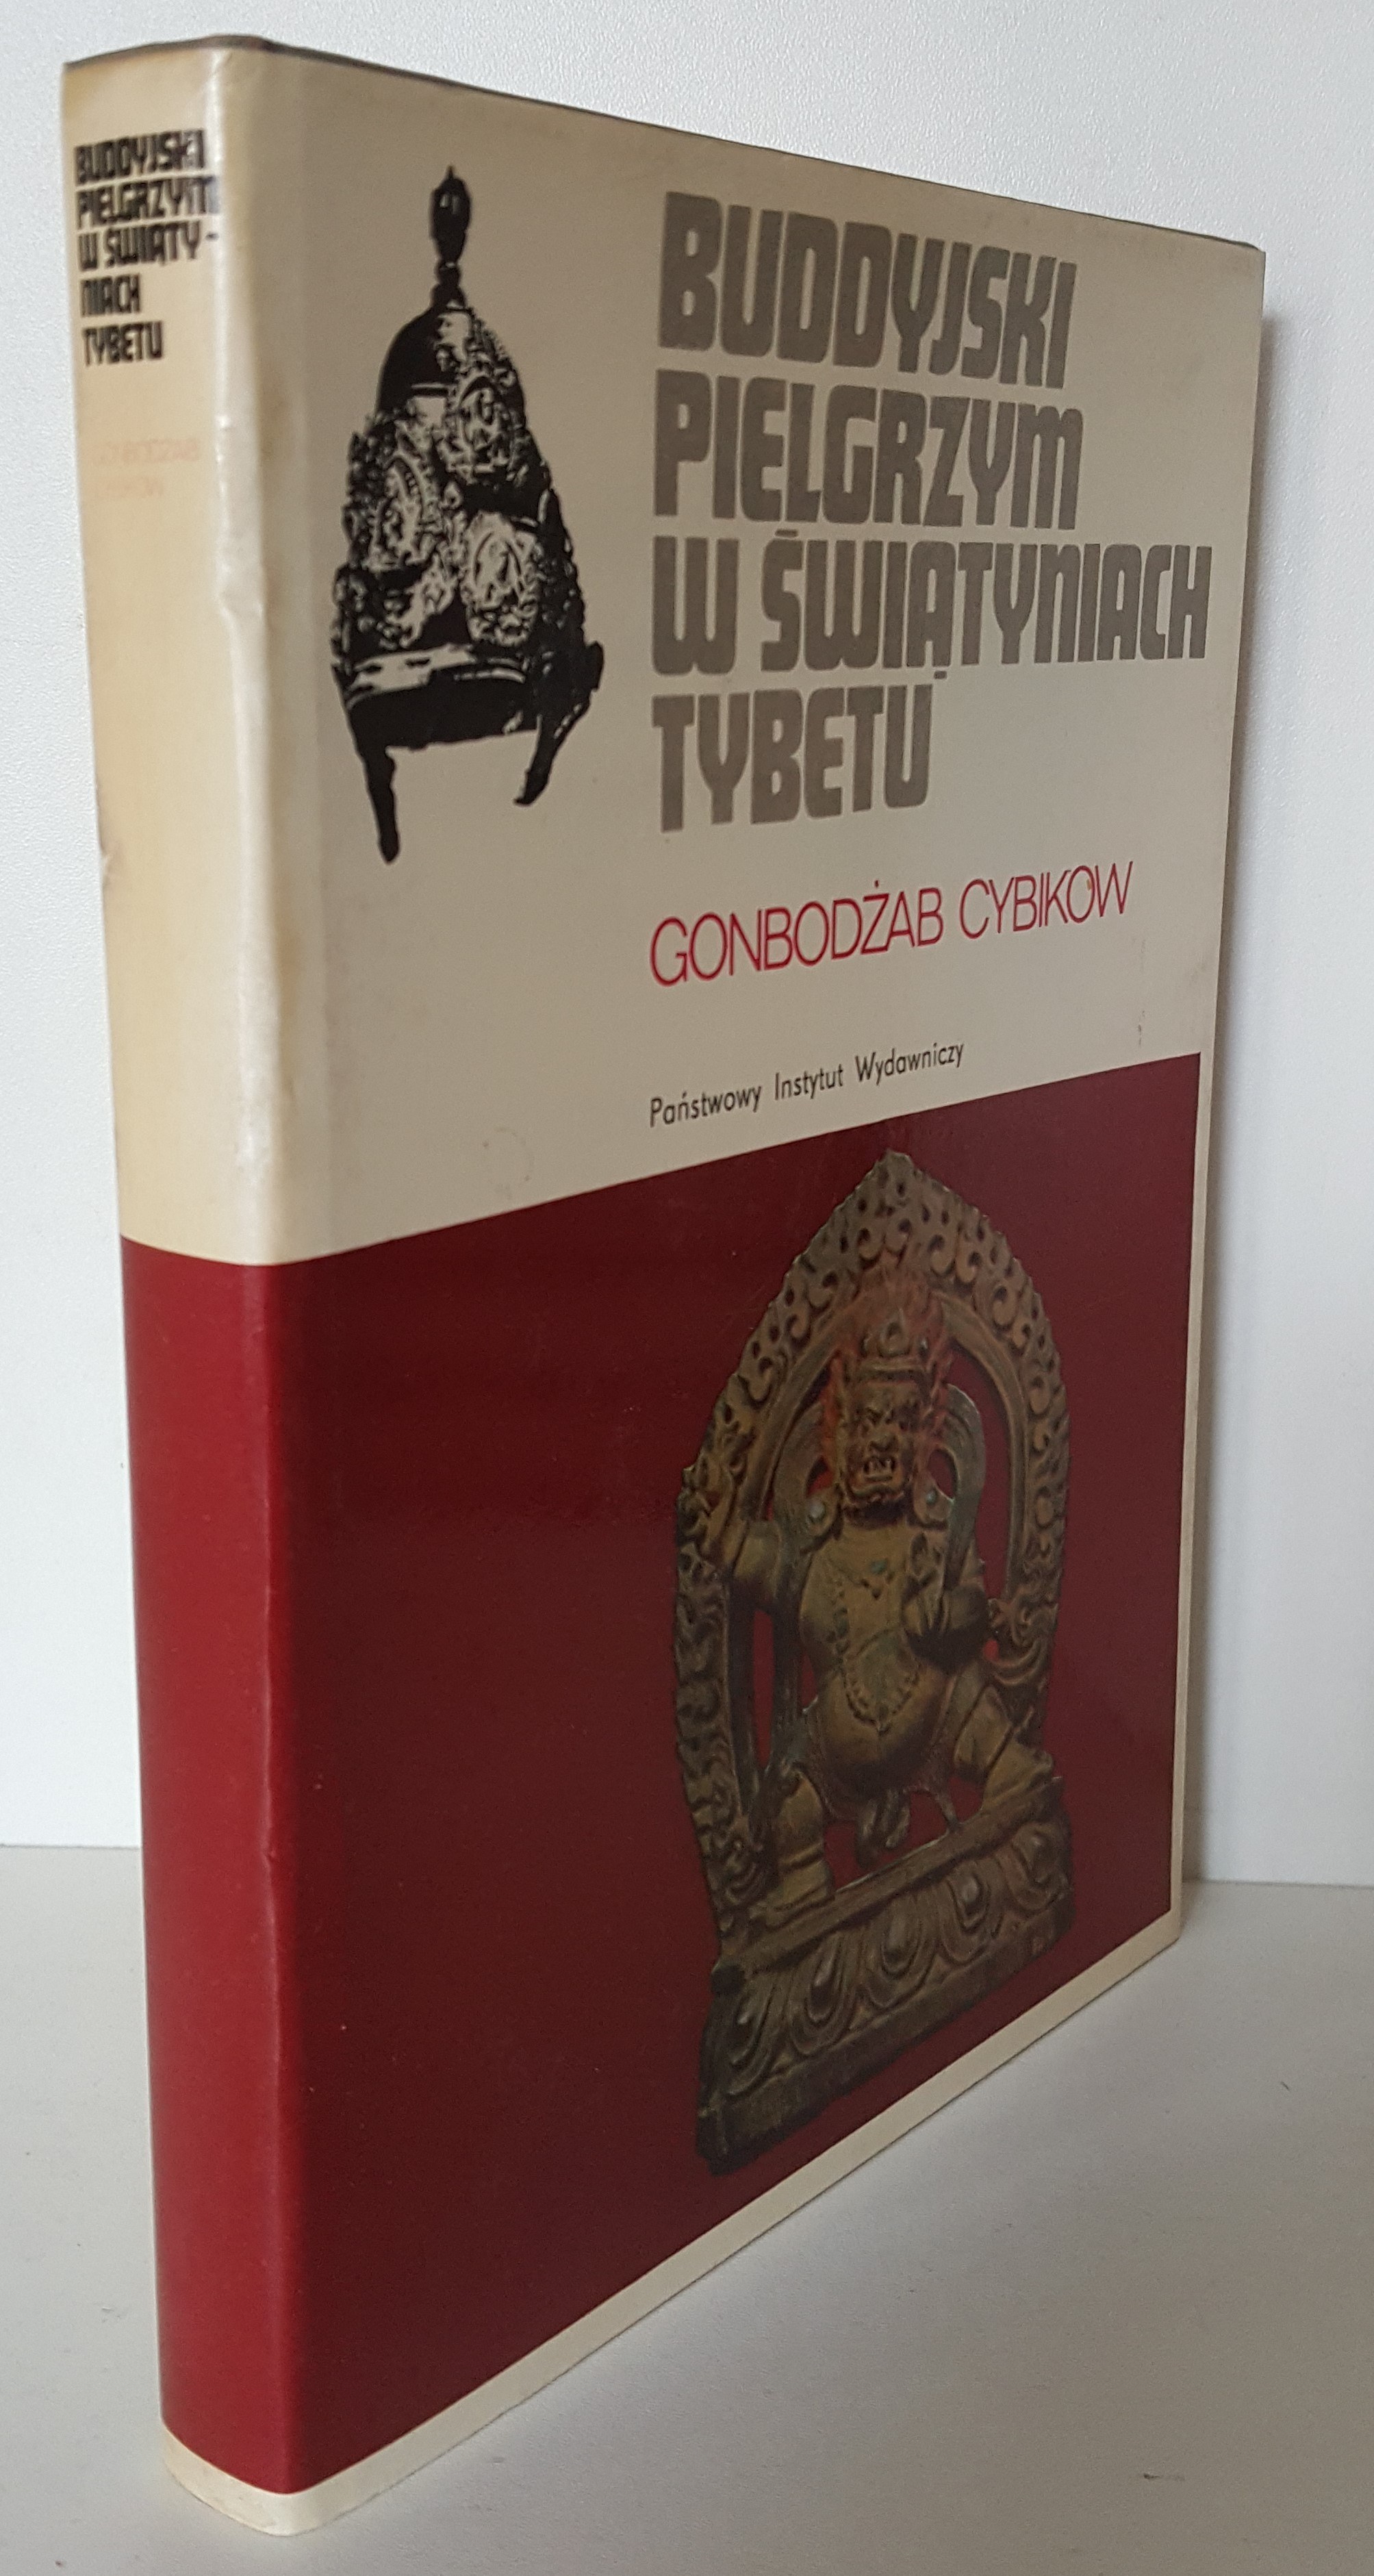 BUDDYJSKI
PIELGRZYM
W ŚWIĄTY-
NIACH
TYBETU
BUDDYJSKI
PIELGRZYM
W ŚWIĄTYNIACH
TYBETU
GONBODŻAB CYBIKOW
Państwowy Instytut Wydawniczy